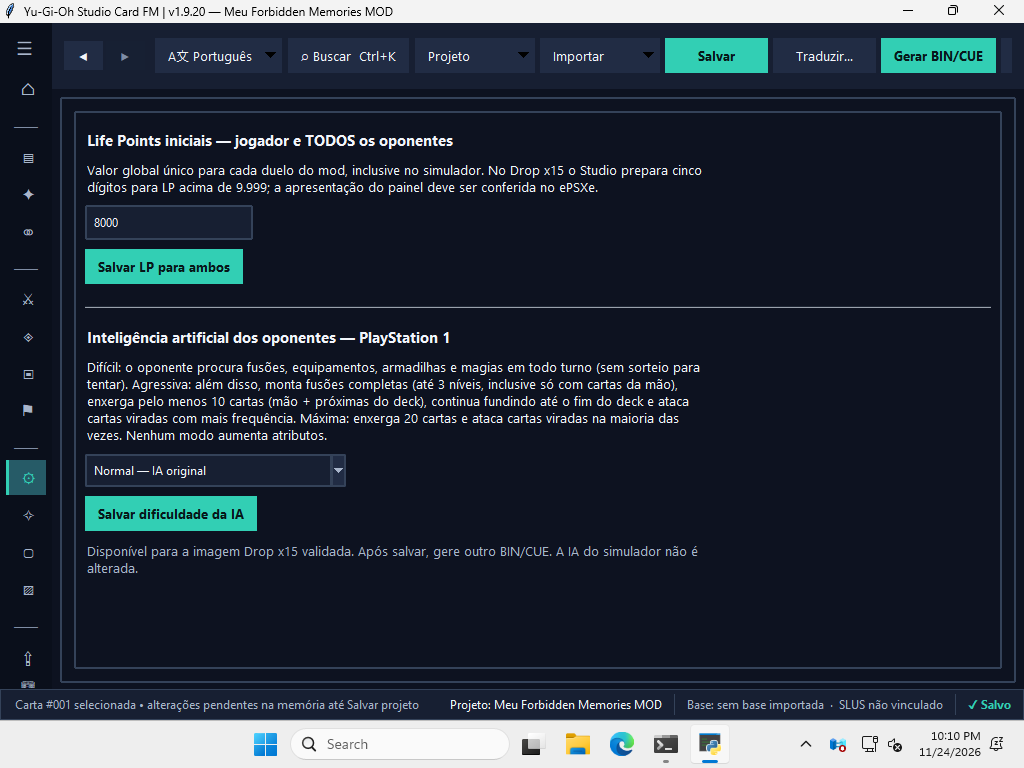 Yu-Gi-Oh Studio Card FM | v1.9.20 — Meu Forbidden Memories MOD
A文 Português
Buscar Ctrl+K
Projeto
Importar
Salvar
Traduzir...
Gerar BIN/CUE
Life Points iniciais — jogador e TODOS os oponentes
Valor global único para cada duelo do mod, inclusive no simulador. No Drop x15 o Studio prepara cinco
dígitos para LP acima de 9.999; a apresentação do painel deve ser conferida no ePSXe.
8000
Salvar LP para ambos
Inteligência artificial dos oponentes — PlayStation 1
Difícil: o oponente procura fusões, equipamentos, armadilhas e magias em todo turno (sem sorteio para
tentar). Agressiva: além disso, monta fusões completas (até 3 níveis, inclusive só com cartas da mão),
enxerga pelo menos 10 cartas (mão + próximas do deck), continua fundindo até o fim do deck e ataca
cartas viradas com mais frequência. Máxima: enxerga 20 cartas e ataca cartas viradas na maioria das
vezes. Nenhum modo aumenta atributos.
Normal — IA original
Salvar dificuldade da IA
Disponível para a imagem Drop x15 validada. Após salvar, gere outro BIN/CUE. A IA do simulador não é
alterada.
Carta #001 selecionada • alterações pendentes na memória até Salvar projeto
Projeto: Meu Forbidden Memories MOD
Base: sem base importada · SLUS não vinculado
✓ Salvo
Search
10:10 PM
11/24/2026